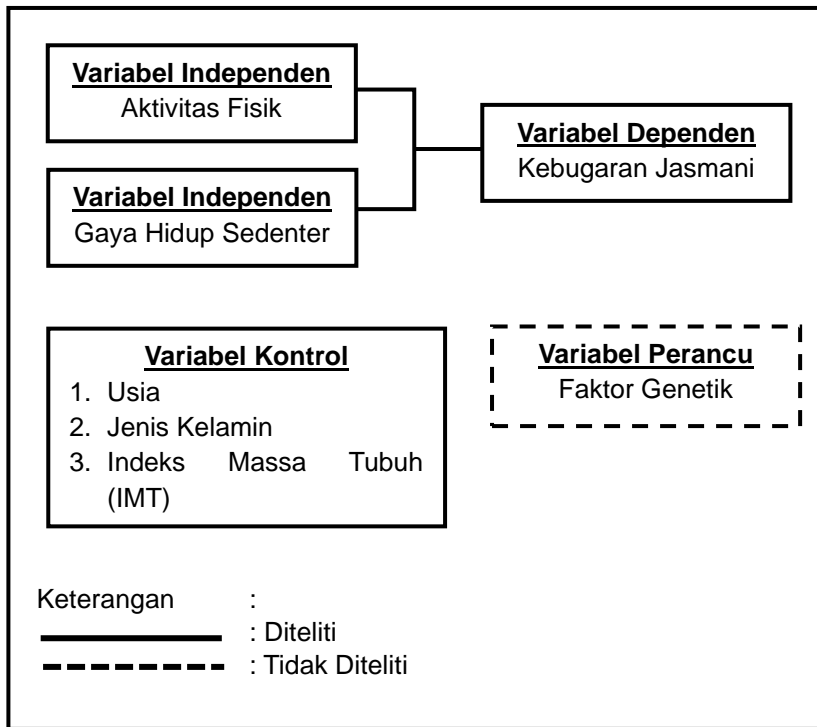 Variabel Independen
Aktivitas Fisik
Variabel Independen
Gaya Hidup Sedenter
Variabel Dependen
Kebugaran Jasmani
Variabel Kontrol
1. Usia
2. Jenis Kelamin
3. Indeks Massa Tubuh
(IMT)
Variabel Perancu
Faktor Genetik
Keterangan :
: Diteliti
: Tidak Diteliti